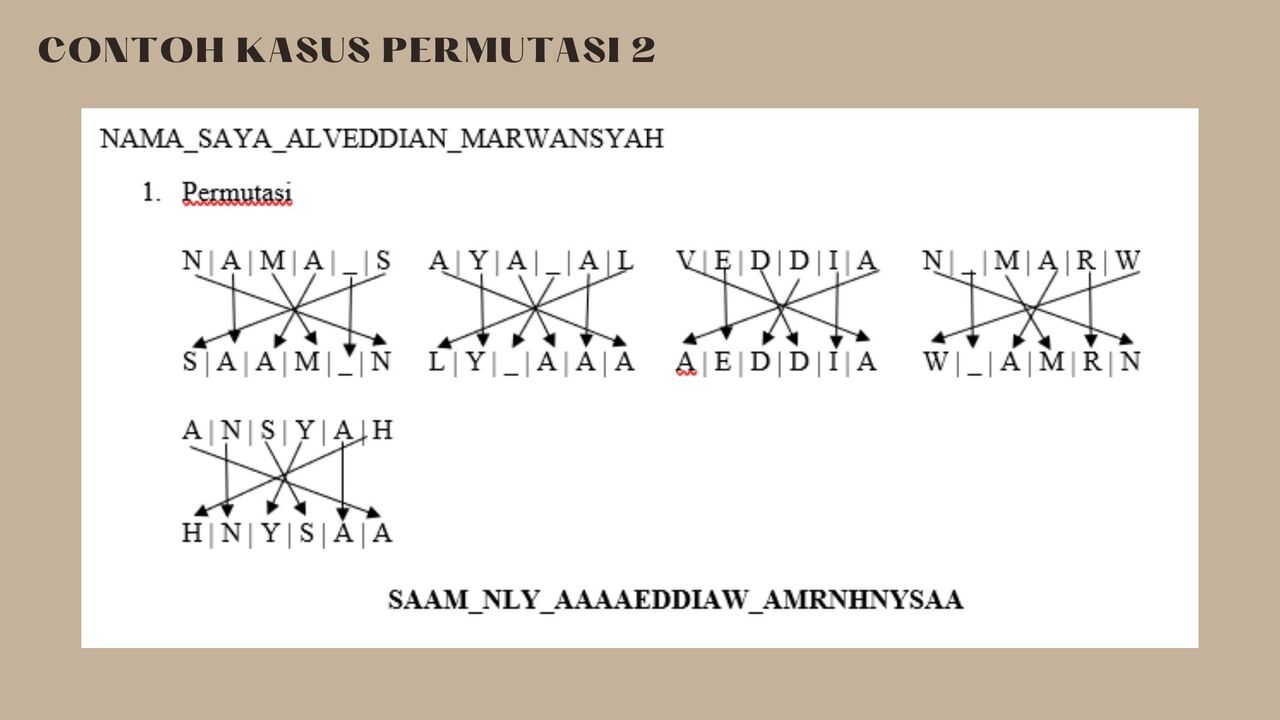 CONTOH KASUS PERMUTASI 2
NAMA_SAYA_ALVEDDIAN_MARWANSYAH
1. Permutasi
N|A|M|A|_|S A|Y|A|_|A|L V|E|D|D|I|A N|_|M|A|R|W
S|A|A|M|_|N L|Y|_|A|A|A A|E|D|D|I|A W|_|A|M|R|N
A|N|S|Y|A|H
H|N|Y|S|A|A
SAAM_NLY_AAAAEDDIAW_AMRNHNYSAA